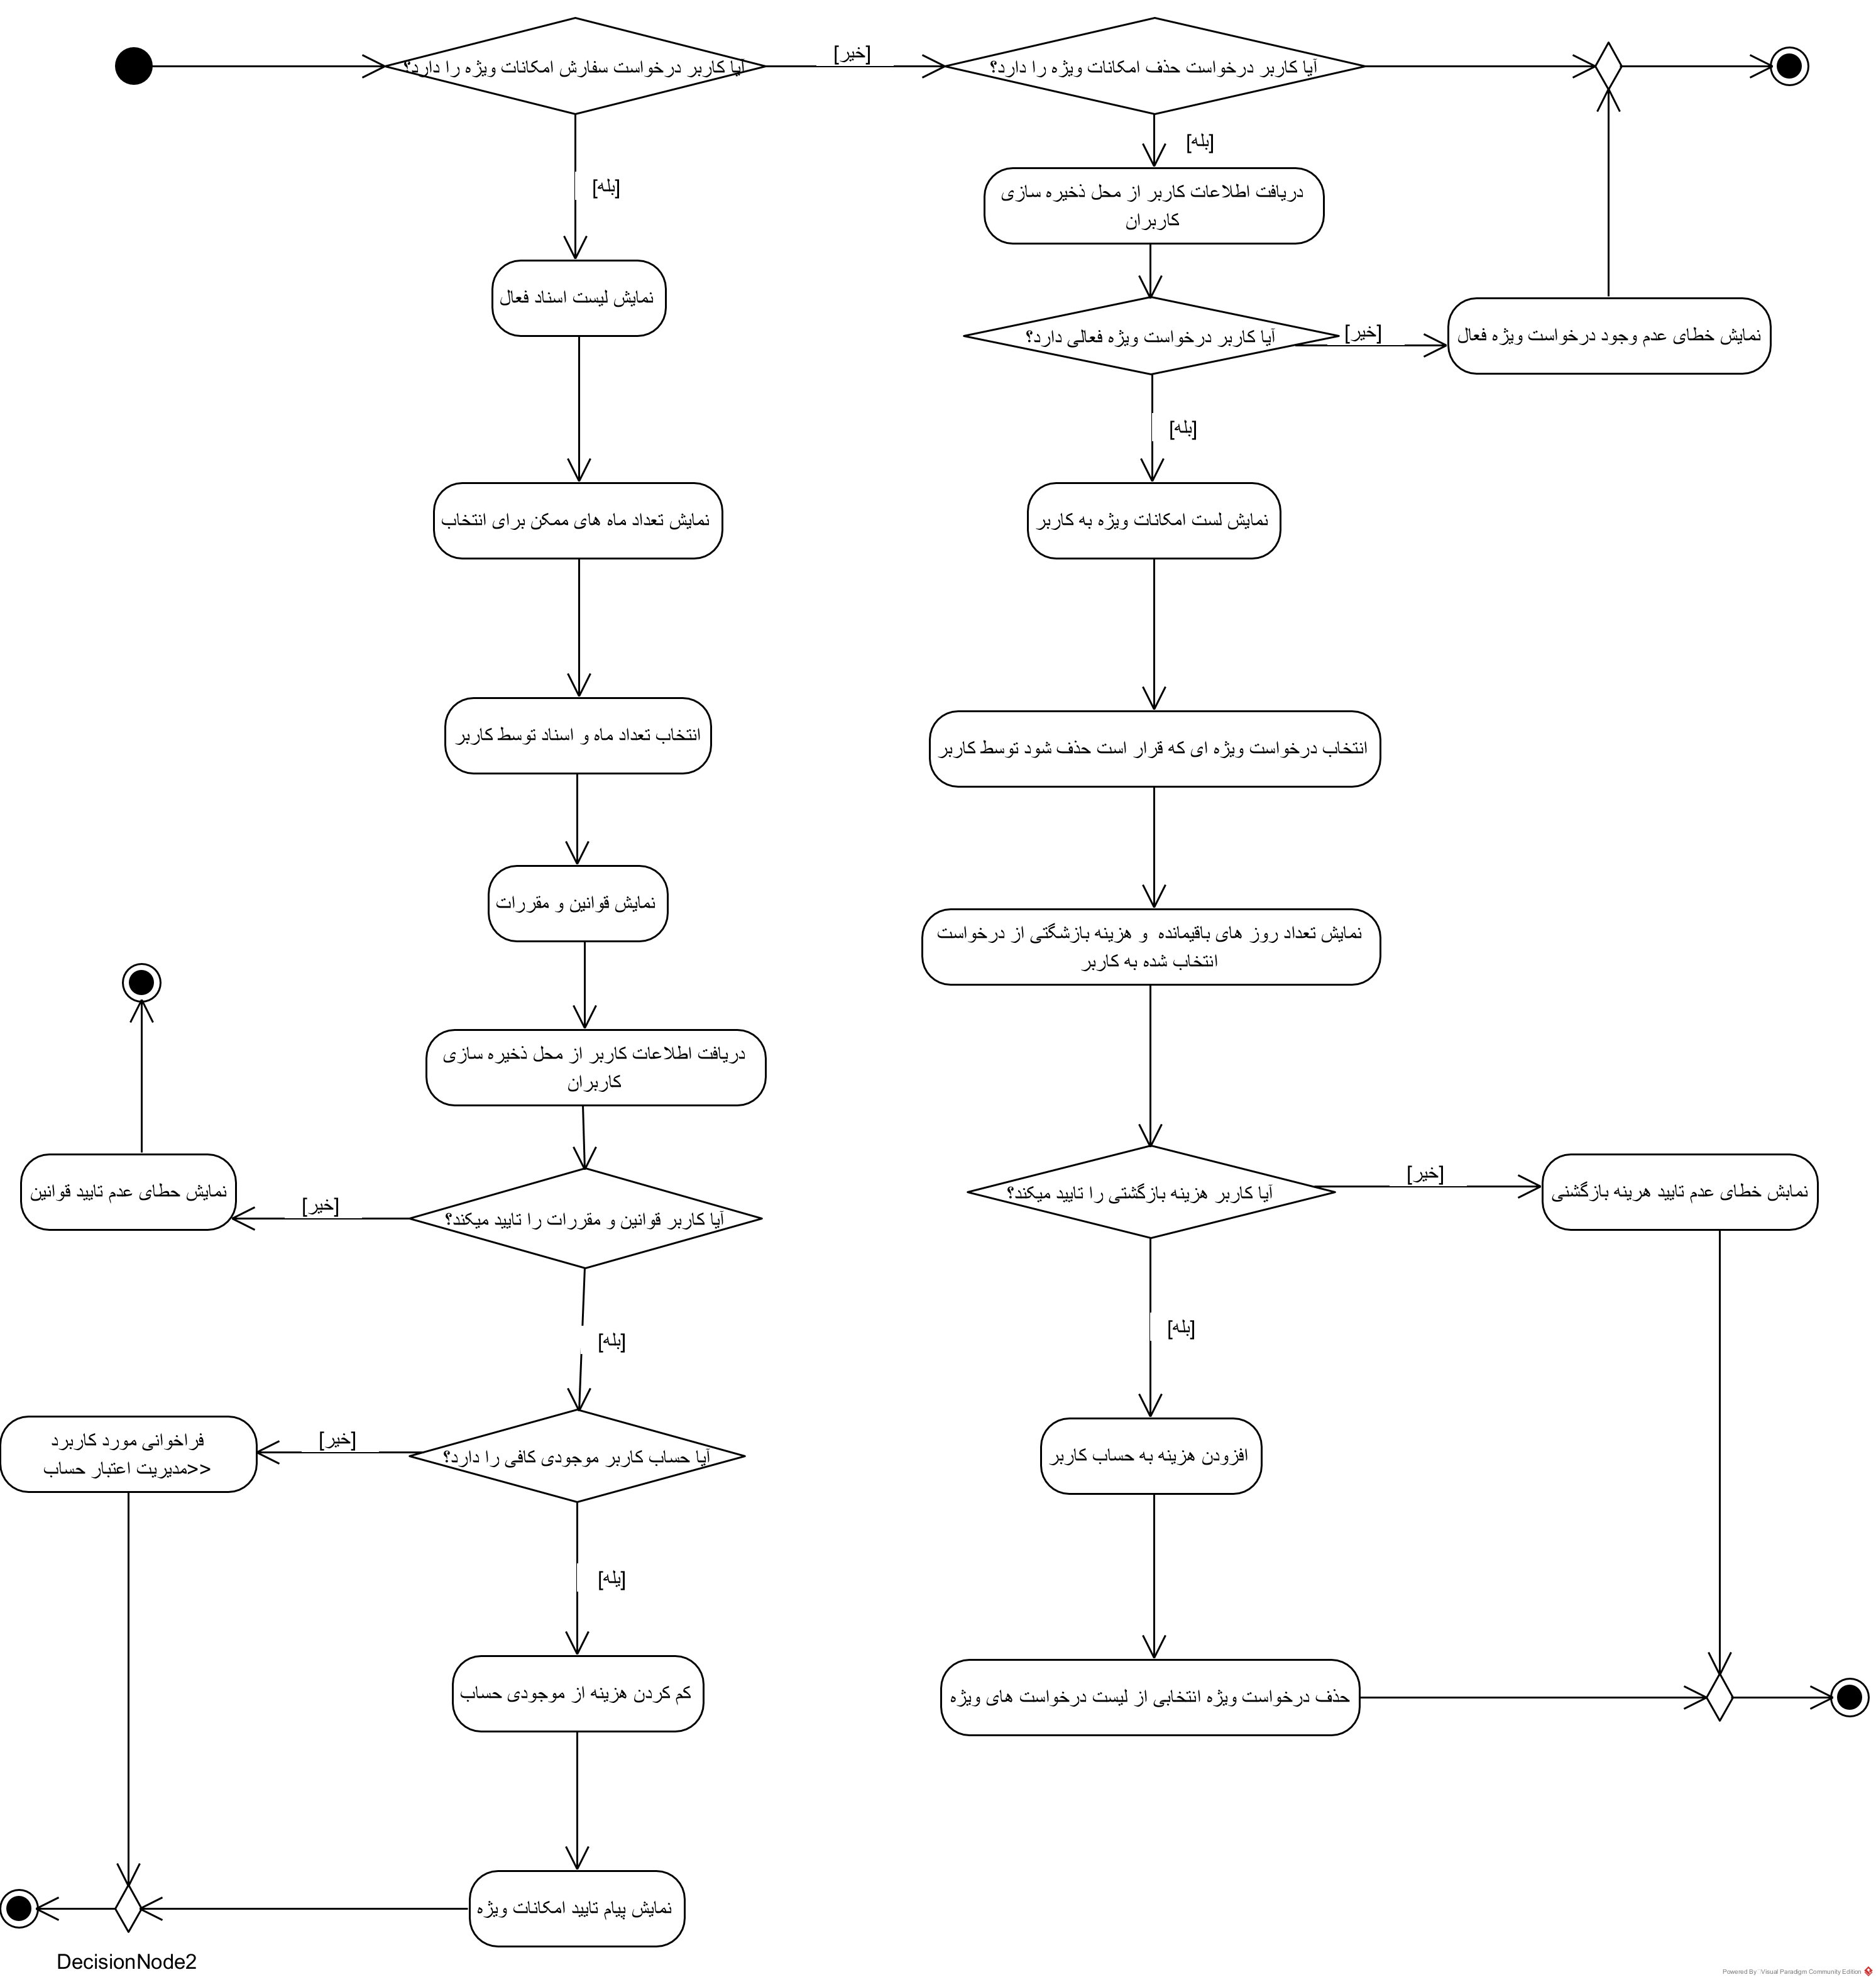 آیا کاربر درخواست سفارش امکانات ویژه را دارد؟
[خیر]
آیا کاربر درخواست حذف امکانات ویژه را دارد؟
[بله]
[بله]
دریافت اطلاعات کاربر از محل ذخیره سازی
کاربران
نمایش لیست اسناد فعال
آیا کاربر درخواست ویژه فعالی دارد؟
[خیر]
نمایش خطای عدم وجود درخواست ویژه فعال
[بله]
نمایش تعداد ماه های ممکن برای انتخاب
نمایش لست امکانات ویژه به کاربر
انتخاب تعداد ماه و اسناد توسط کاربر
انتخاب درخواست ویژه ای که قرار است حذف شود توسط کاربر
نمایش قوانین و مقررات
نمایش تعداد روز های باقیمانده و هزینه بازشگتی از درخواست
انتخاب شده به کاربر
دریافت اطلاعات کاربر از محل ذخیره سازی
کاربران
نمایش حطای عدم تایید قوانین
[خیر]
آیا کاربر قوانین و مقررات را تایید میکند؟
آیا کاربر هزینه بازگشتی را تایید میکند؟
[خیر]
نمابش خطای عدم تایید هرینه بازگشنی
[بله]
[بله]
فراخوانی مورد کاربرد
<<مدیریت اعتبار حساب
[خیر]
آیا حساب کاربر موجودی کافی را دارد؟
افزودن هزینه به حساب کاربر
[یله]
کم کردن هزینه از موجودی حساب
حذف درخواست ویژه انتخابی از لیست درخواست های ویژه
نمایش پیام تایید امکانات ویژه
DecisionNode2
Powered By Visual Paradigm Community Edition